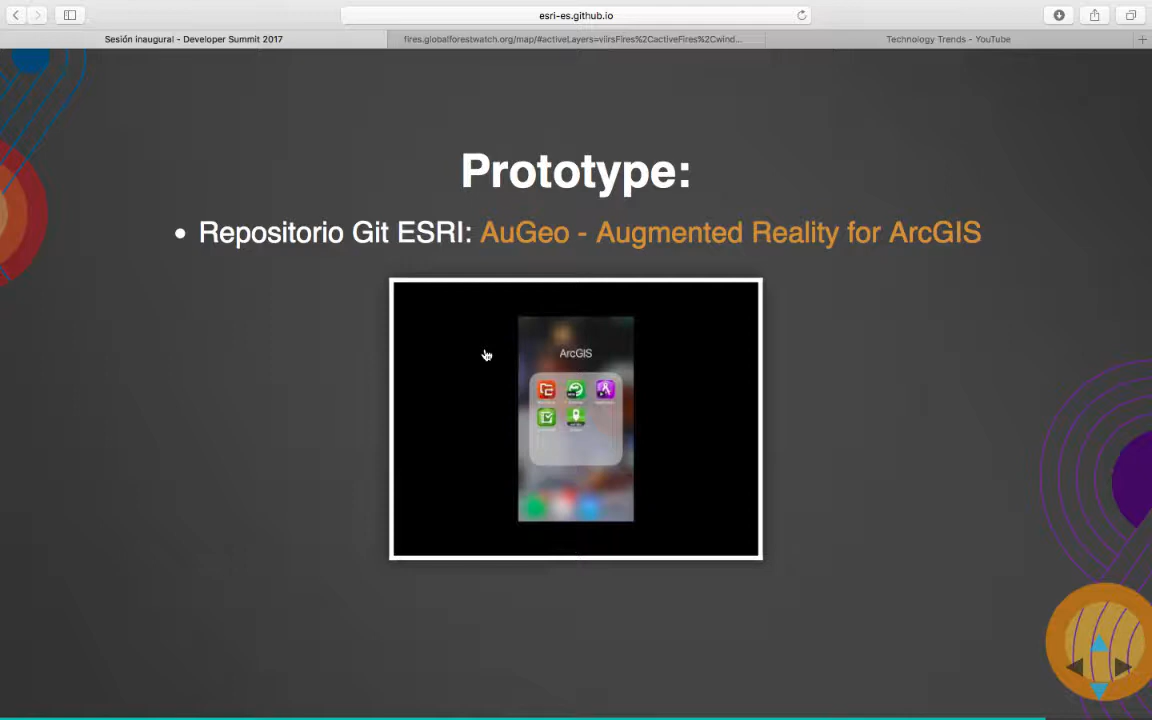 esri-es.github.io
Sesión inaugural - Developer Summit 2017
fires.globalforestwatch.org/map/#activeLayers=viirsFires%2CactiveFires%2Cwind...
Technology Trends - YouTube
Prototype:
• Repositorio Git ESRI: AuGeo - Augmented Reality for ArcGIS
ArcGIS